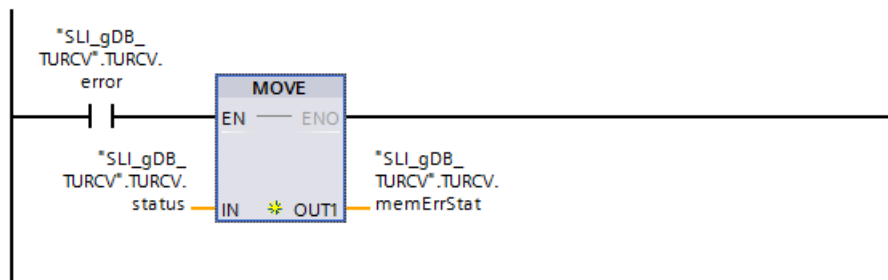 "SLI_gDB_
TURCV".TURCV.
error
MOVE
EN
ENO
"SLI_gDB_
TURCV".TURCV.
status
IN
OUT1
"SLI_gDB_
TURCV".TURCV.
memErrStat